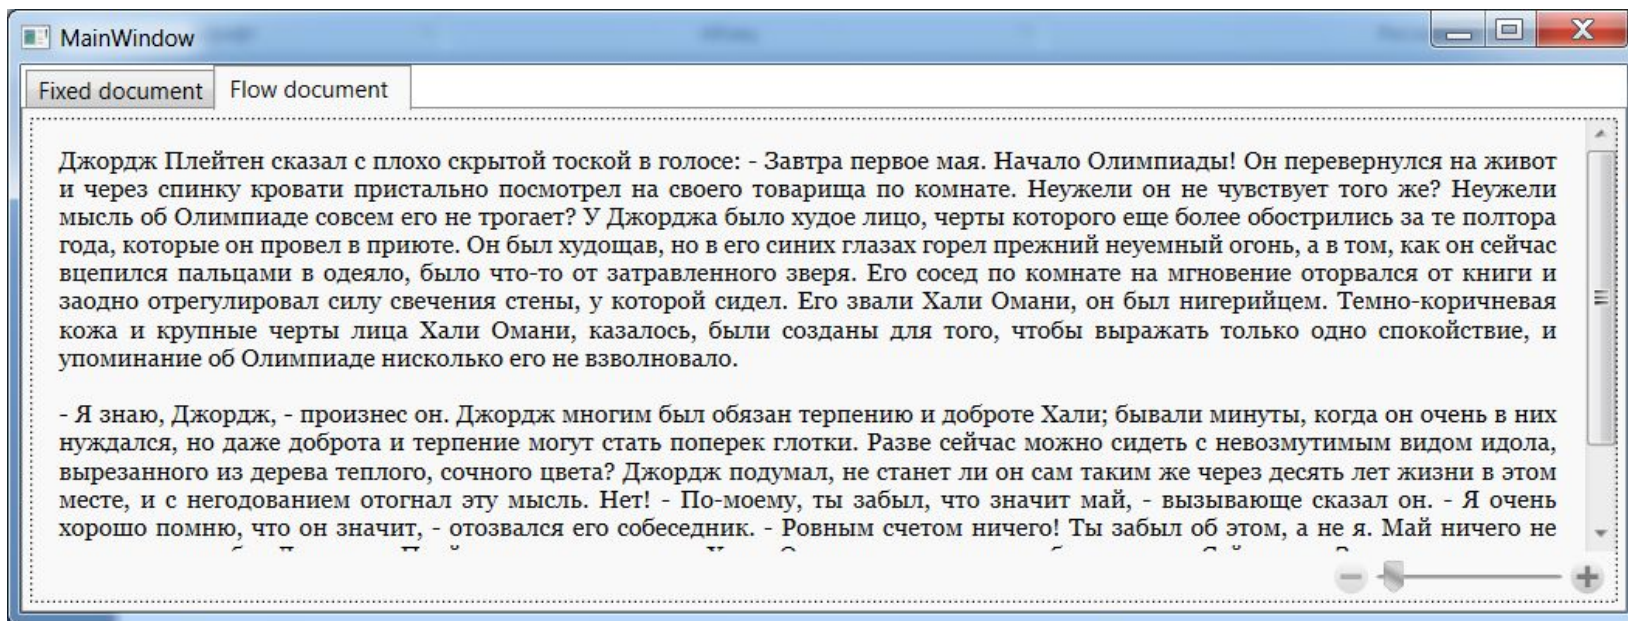 MainWindow
Fixed document
Flow document
Джордж Плейтен сказал с плохо скрытой тоской в голосе: - Завтра первое мая. Начало Олимпиады! Он перевернулся на живот
и через спинку кровати пристально посмотрел на своего товарища по комнате. Неужели он не чувствует того же? Неужели
мысль об Олимпиаде совсем его не трогает? У Джорджа было худое лицо, черты которого еще более обострились за те полтора
года, которые он провел в приюте. Он был худощав, но в его синих глазах горел прежний неуемный огонь, а в том, как он сейчас
вцепился пальцами в одеяло, было что-то от затравленного зверя. Его сосед по комнате на мгновение оторвался от книги и
заодно отрегулировал силу свечения стены, у которой сидел. Его звали Хали Омани, он был нигерийцем. Темно-коричневая
кожа и крупные черты лица Хали Омани, казалось, были созданы для того, чтобы выражать только одно спокойствие, и
упоминание об Олимпиаде нисколько его не взволновало.
- Я знаю, Джордж, - произнес он. Джордж многим был обязан терпению и доброте Хали; бывали минуты, когда он очень в них
нуждался, но даже доброта и терпение могут стать поперек глотки. Разве сейчас можно сидеть с невозмутимым видом идола,
вырезанного из дерева теплого, сочного цвета? Джордж подумал, не станет ли он сам таким же через десять лет жизни в этом
месте, и с негодованием отогнал эту мысль. Нет! - По-моему, ты забыл, что значит май, - вызывающе сказал он. - Я очень
хорошо помню, что он значит, - отозвался его собеседник. - Ровным счетом ничего! Ты забыл об этом, а не я. Май ничего не